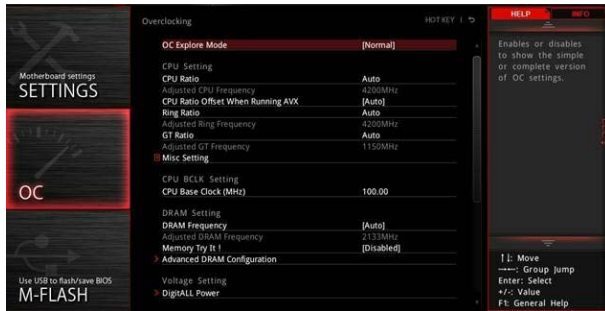 Overclocking
HOT KEY |
HELP
INFO
Motherboard settings
SETTINGS
OC
Use USB to flash/save BIOS
M-FLASH
OC Explore Mode [Normal]
CPU Setting
CPU Ratio Auto
Adjusted CPU Frequency 4200MHz
CPU Ratio Offset When Running AVX [Auto]
Ring Ratio Auto
Adjusted Ring Frequency 4200MHz
GT Ratio Auto
Adjusted GT Frequency 1150MHz
Misc Setting
CPU BCLK Setting
CPU Base Clock (MHz) 100.00
DRAM Setting
DRAM Frequency [Auto]
Adjusted DRAM Frequency 2133MHz
Memory Try It ! [Disabled]
> Advanced DRAM Configuration
Voltage Setting
> DigitALL Power
Enables or disables
to show the simple
or complete version
of OC settings.
↑↓: Move
→←: Group Jump
Enter: Select
+/-: Value
F1: General Help